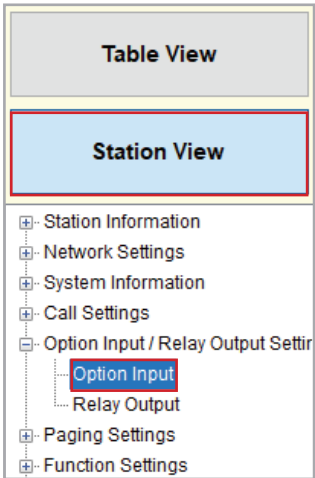 Table View
Station View
Station Information
Network Settings
System Information
Call Settings
Option Input / Relay Output Settin
Option Input
Relay Output
Paging Settings
Function Settings